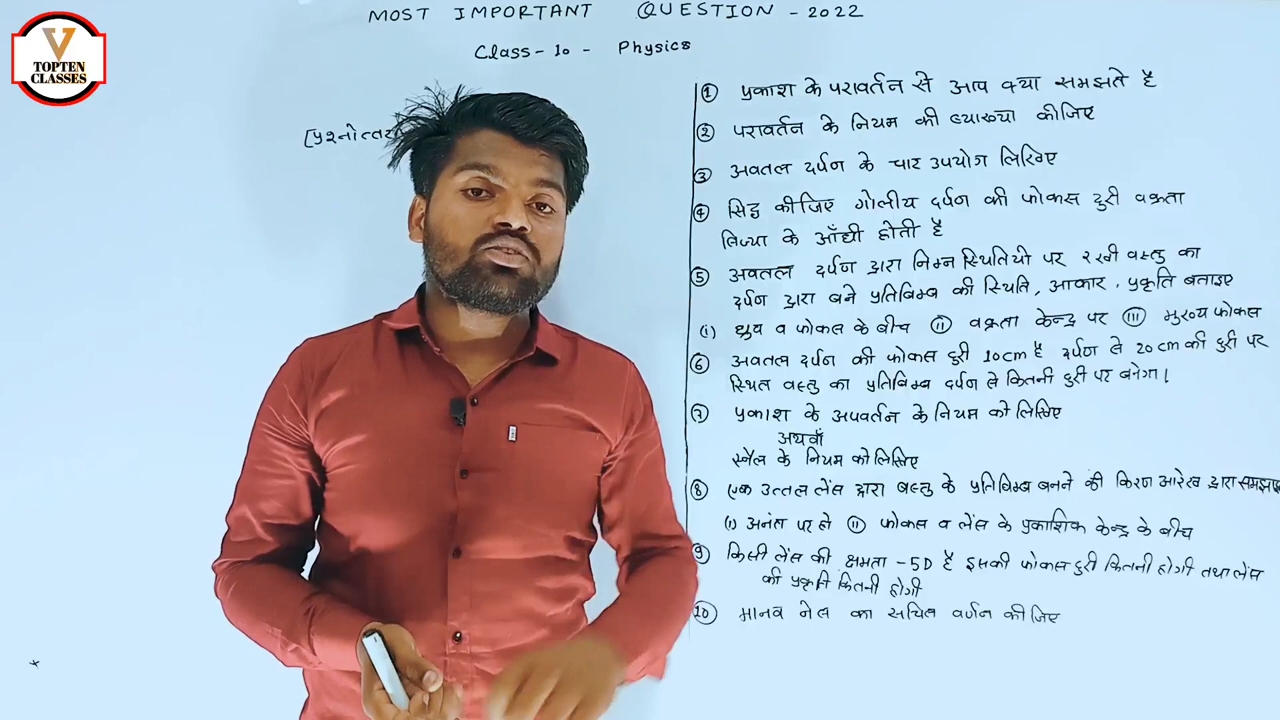 MOST IMPORTANT QUESTION - 2022
Class - 10 - Physics
V
TOPTEN
CLASSES
[प्रश्नोत्तर
① प्रकाश के परावर्तन से आप क्या समझते है
② परावर्तन के नियम की व्याख्या कीजिए
③ अवतल दर्पण के चार उपयोग लिखिए
④ सिद्ध कीजिए गोलीय दर्पन की फोकस दुरी वक्रता
त्रिज्या के आँधी होती है
⑤ अवतल दर्पण द्वारा निम्न स्थितियो पर रखी वस्तु का
दर्पण द्वारा बने प्रतिबिम्ब की स्थिति, आकार, प्रकृति बताइए
(i) ध्रुव व फोकस के बीच (ii) वक्रता केन्द्र पर (iii) मुख्य फोकस
⑥ अवतल दर्पन की फोकस दुरी 10cm है दर्पण से 20cm की दुरी पर
स्थित वस्तु का प्रतिबिम्ब दर्पन से कितनी दुरी पर बनेगा।
⑦ प्रकाश के अपवर्तन के नियम को लिखिए
अथवाँ
स्नैल के नियम को लिखिए
⑧ एक उत्तल लेंस द्वारा वस्तु के प्रतिबिम्ब बनने की किरण आरेख द्वारा समझाए
(i) अनंत पर हो (ii) फोकस व लेंस के प्रकाशिक केन्द्र के बीच
⑨ किसी लेंस की क्षमता -5D है इसकी फोकस दुरी कितनी होगी तथा लेंस
की प्रकृति कितनी होगी
⑩ मानव नेत्र का सचित्र वर्णन कीजिए